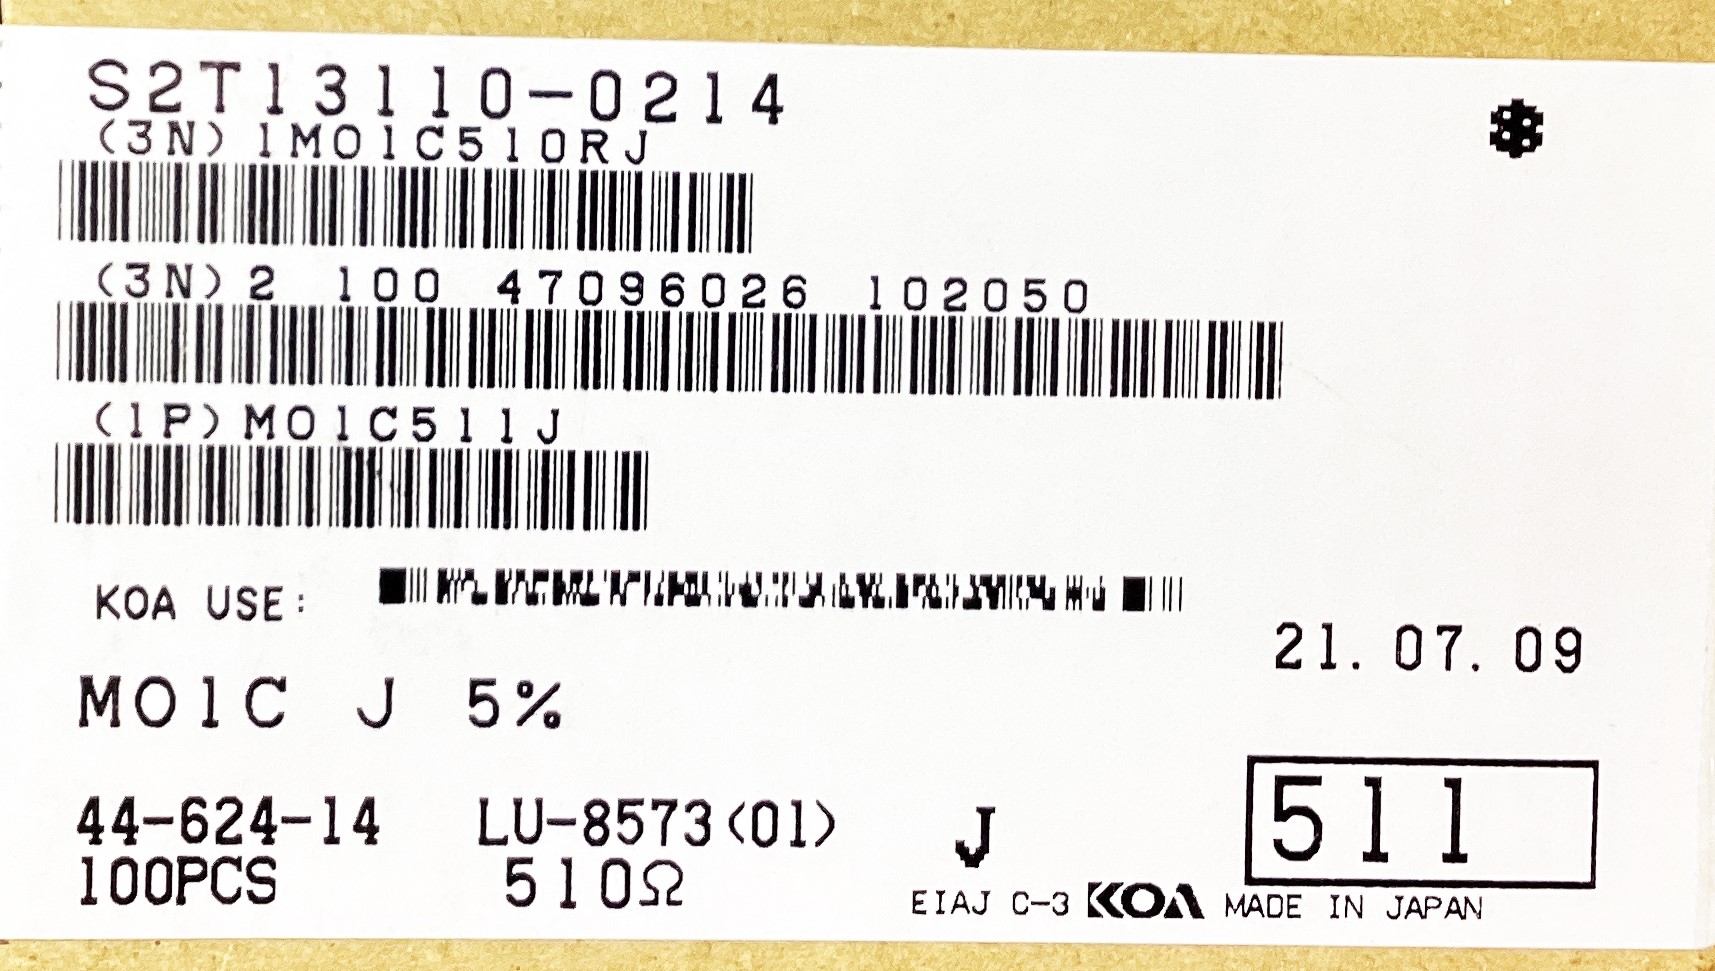 S2T13110-0214
(3N) 1MO1C510RJ
(3N) 2 100 47096026 102050
(1P) MO1C511J
KOA USE:
21. 07. 09
MO1C J 5%
44-624-14 LU-8573(01) J 511
100PCS 510Ω
EIAJ C-3 KOA MADE IN JAPAN